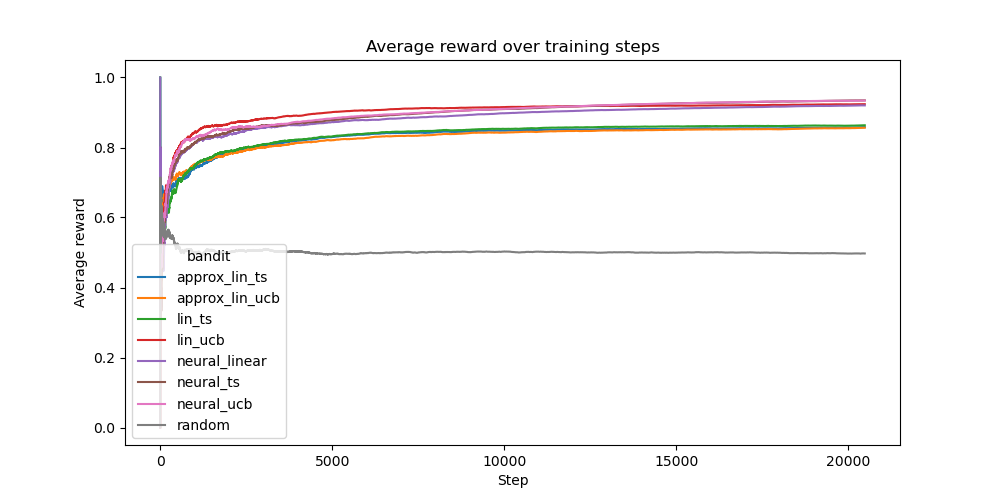 Average reward over training steps
Average reward
1.0
0.8
0.6
0.4
0.2
0.0
bandit
approx_lin_ts
approx_lin_ucb
lin_ts
lin_ucb
neural_linear
neural_ts
neural_ucb
random
0
5000
10000
15000
20000
Step